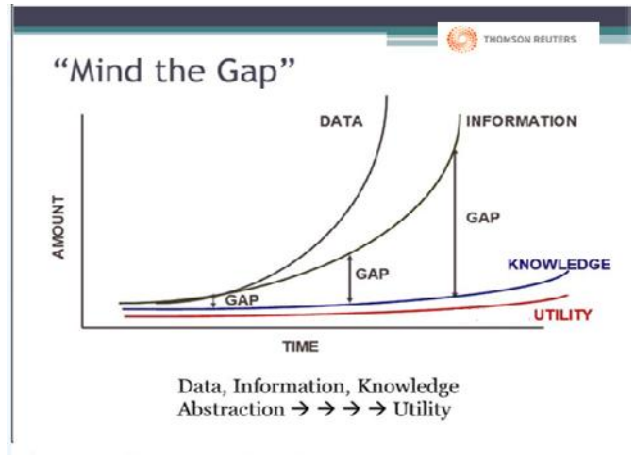 THOMSON REUTERS
“Mind the Gap”
DATA
INFORMATION
AMOUNT
GAP
GAP
GAP
KNOWLEDGE
UTILITY
TIME
Data, Information, Knowledge
Abstraction → → → → Utility